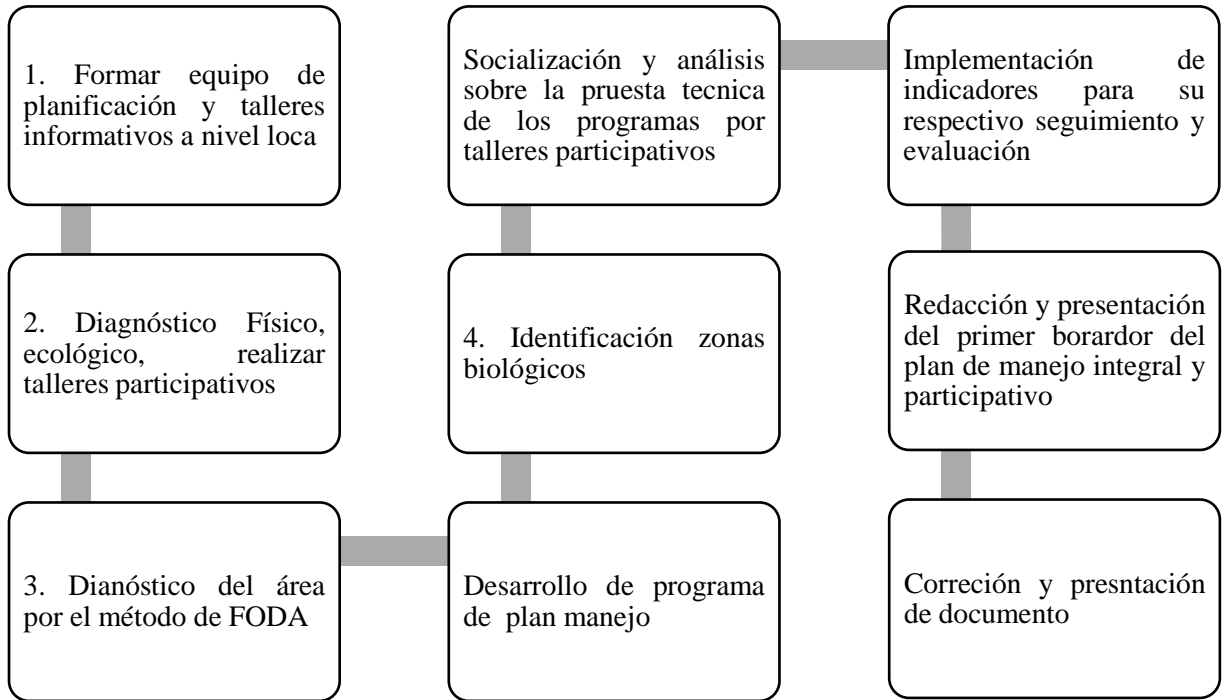 1. Formar equipo de
planificación y talleres
informativos a nivel loca
2. Diagnóstico Físico,
ecológico, realizar
talleres participativos
3. Dianóstico del área
por el método de FODA
Desarrollo de programa
de plan manejo
4. Identificación zonas
biológicos
Socialización y análisis
sobre la pruesta tecnica
de los programas por
talleres participativos
Implementación de
indicadores para su
respectivo seguimiento y
evaluación
Redacción y presentación
del primer borardor del
plan de manejo integral y
participativo
Correción y presntación
de documento